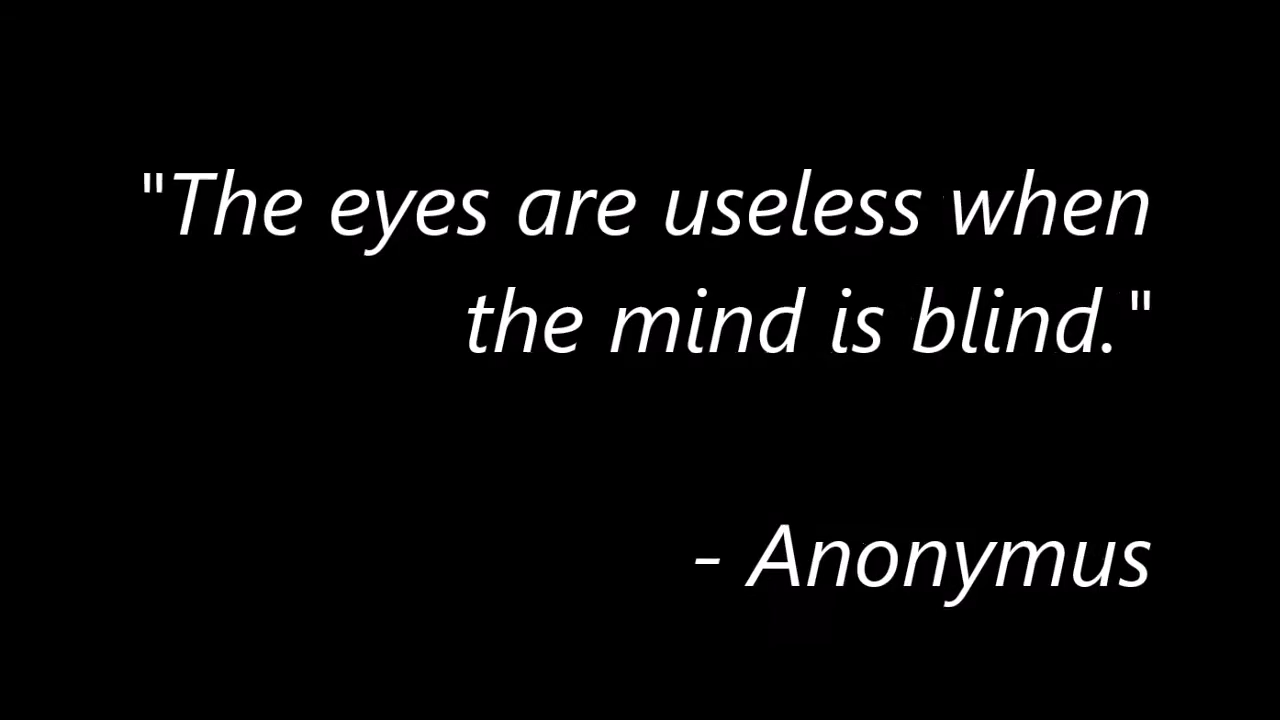 "The eyes are useless when
the mind is blind."
- Anonymus